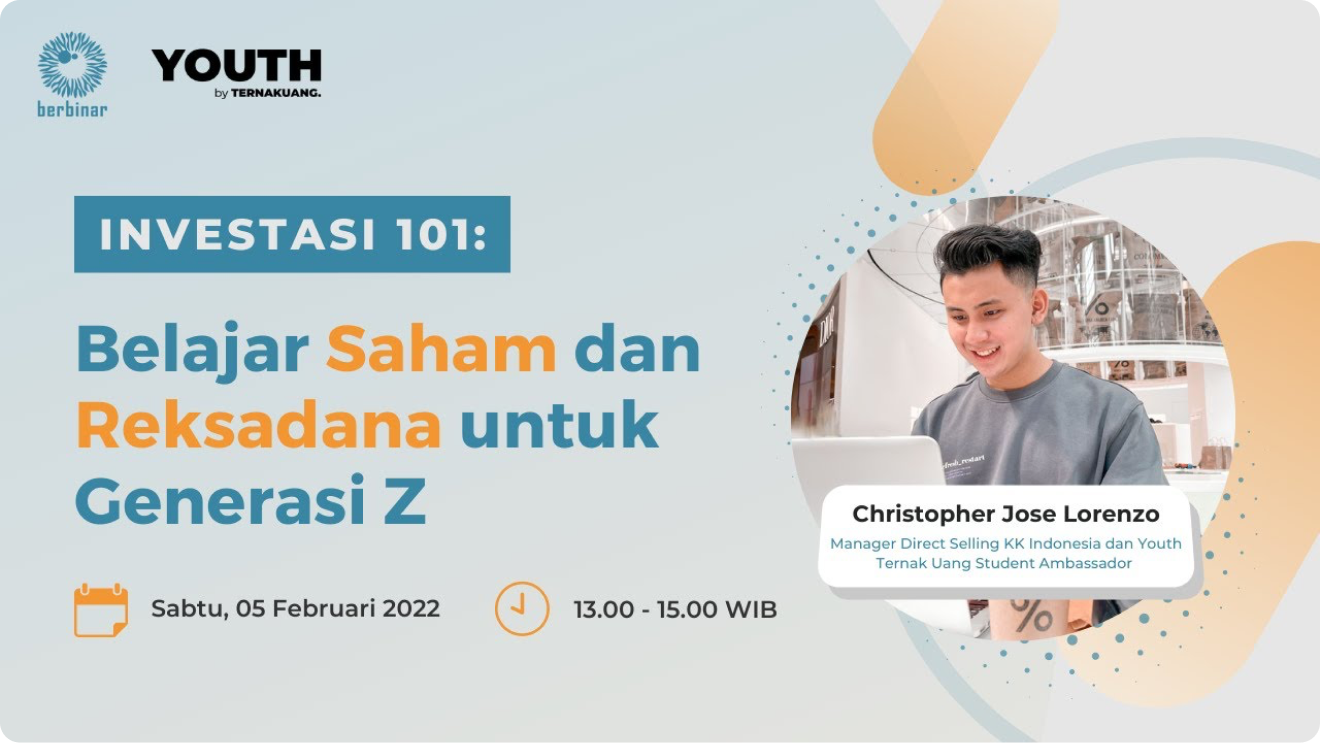 berbinar
YOUTH
by TERNAKUANG.
INVESTASI 101:
Belajar Saham dan
Reksadana untuk
Generasi Z
Sabtu, 05 Februari 2022
13.00 - 15.00 WIB
Christopher Jose Lorenzo
Manager Direct Selling KK Indonesia dan Youth
Ternak Uang Student Ambassador
%
%